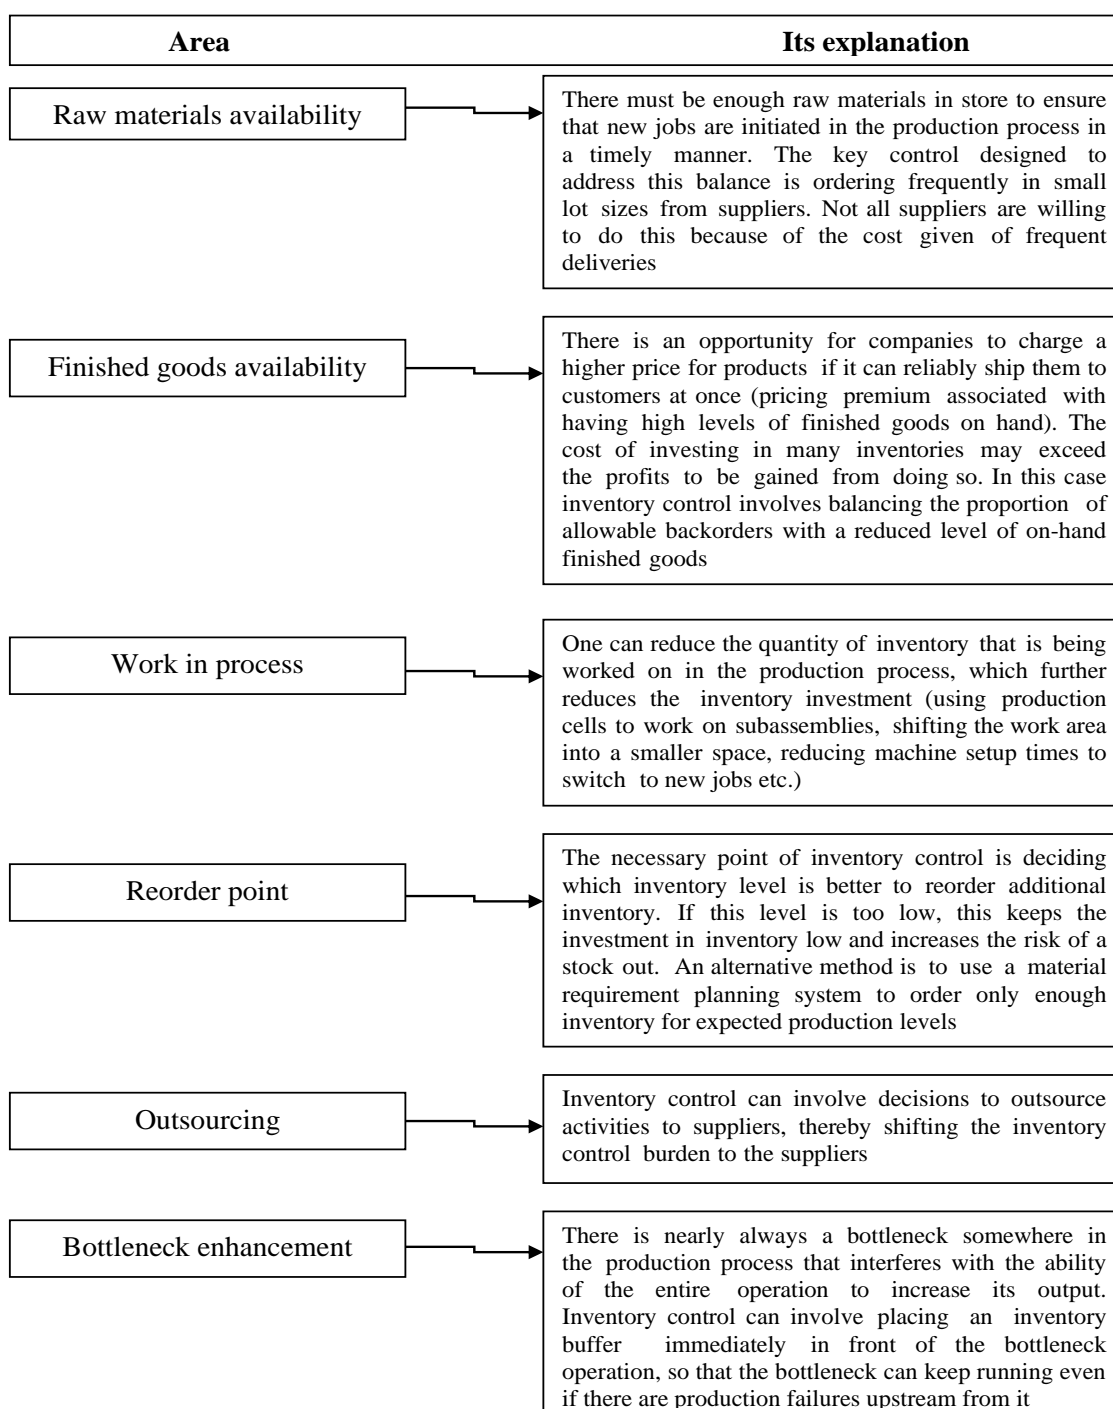 Area
Its explanation
Raw materials availability
There must be enough raw materials in store to ensure
that new jobs are initiated in the production process in
a timely manner. The key control designed to
address this balance is ordering frequently in small
lot sizes from suppliers. Not all suppliers are willing
to do this because of the cost given of frequent
deliveries
Finished goods availability
There is an opportunity for companies to charge a
higher price for products if it can reliably ship them to
customers at once (pricing premium associated with
having high levels of finished goods on hand). The
cost of investing in many inventories may exceed
the profits to be gained from doing so. In this case
inventory control involves balancing the proportion of
allowable backorders with a reduced level of on-hand
finished goods
Work in process
One can reduce the quantity of inventory that is being
worked on in the production process, which further
reduces the inventory investment (using production
cells to work on subassemblies, shifting the work area
into a smaller space, reducing machine setup times to
switch to new jobs etc.)
Reorder point
The necessary point of inventory control is deciding
which inventory level is better to reorder additional
inventory. If this level is too low, this keeps the
investment in inventory low and increases the risk of a
stock out. An alternative method is to use a material
requirement planning system to order only enough
inventory for expected production levels
Outsourcing
Inventory control can involve decisions to outsource
activities to suppliers, thereby shifting the inventory
control burden to the suppliers
Bottleneck enhancement
There is nearly always a bottleneck somewhere in
the production process that interferes with the ability
of the entire operation to increase its output.
Inventory control can involve placing an inventory
buffer immediately in front of the bottleneck
operation, so that the bottleneck can keep running even
if there are production failures upstream from it